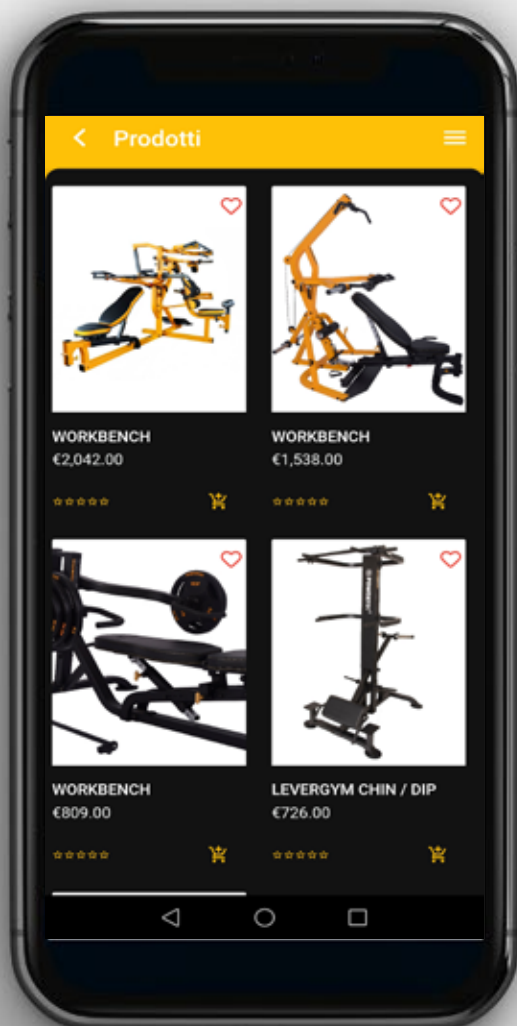 Prodotti
WORKBENCH
€2,042.00
WORKBENCH
€1,538.00
WORKBENCH
€809.00
LEVERGYM CHIN / DIP
€726.00